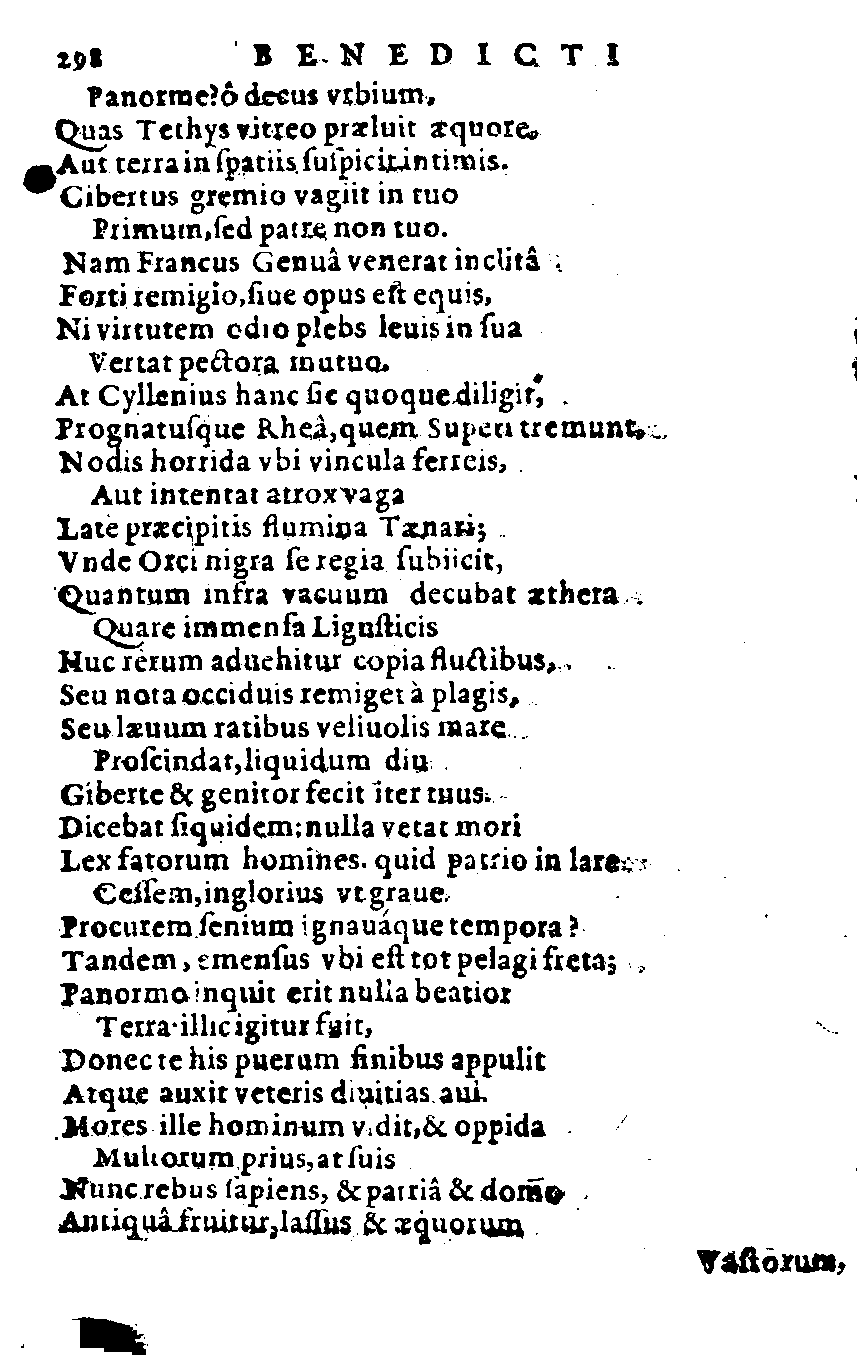 298 BENEDICTI
Panorme?ô decus vrbium,
Quas Tethys vitreo præluit æquore,
Aut terra in ſpatiis ſuſpicit intimis.
Gibertus gremio vagiit in tuo
Primum,ſed patre non tuo.
Nam Francus Genuâ venerat inclitâ
Forti remigio,ſiue opus eſt equis,
Ni virtutem odio plebs leuis in ſua
Vertat pectora mutuo.
At Cyllenius hanc ſic quoque diligit,
Prognatuſque Rheâ,quem Superi tremunt,
Nodis horrida vbi vincula ferreis,
Aut intentat atrox vaga
Late præcipitis flumina Tænari;
Vnde Orci nigra ſe regia ſubiicit,
Quantum infra vacuum decubat æthera
Quare immenſa Liguſticis
Huc rerum aduehitur copia fluctibus,
Seu nota occiduis remiget à plagis,
Seu læuum ratibus veliuolis mare
Proſcindat,liquidum diu
Giberte & genitor fecit iter tuus.
Dicebat ſiquidem:nulla vetat mori
Lex fatorum homines. quid patrio in lare
Ceſſem,inglorius vt graue
Procurem ſenium ignauáque tempora?
Tandem, emenſus vbi eſt tot pelagi freta;
Panormo inquit erit nulla beatior
Terra·illic igitur fuit,
Donec te his puerum finibus appulit
Atque auxit veteris diuitias aui.
Mores ille hominum vidit,& oppida
Multorum prius,at ſuis
Nunc rebus ſapiens, & patriâ & domo
Antiquâ fruitur,laſſus & æquorum
Vaſtorum,